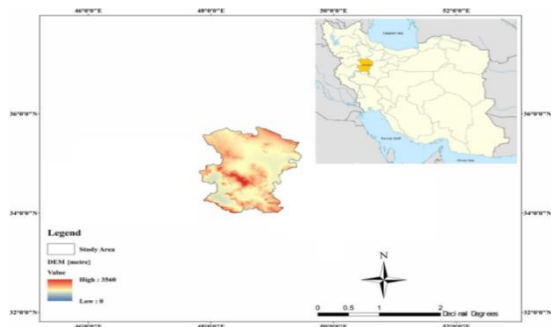 46°0'0"E 48°0'0"E 50°0'0"E 52°0'0"E
36°0'0"N 36°0'0"N
34°0'0"N 34°0'0"N
32°0'0"N 32°0'0"N
Legend
Study Area
DEM [metre]
Value
High : 3560
Low : 0
N
0 0.5 1 2
Decimal Degrees